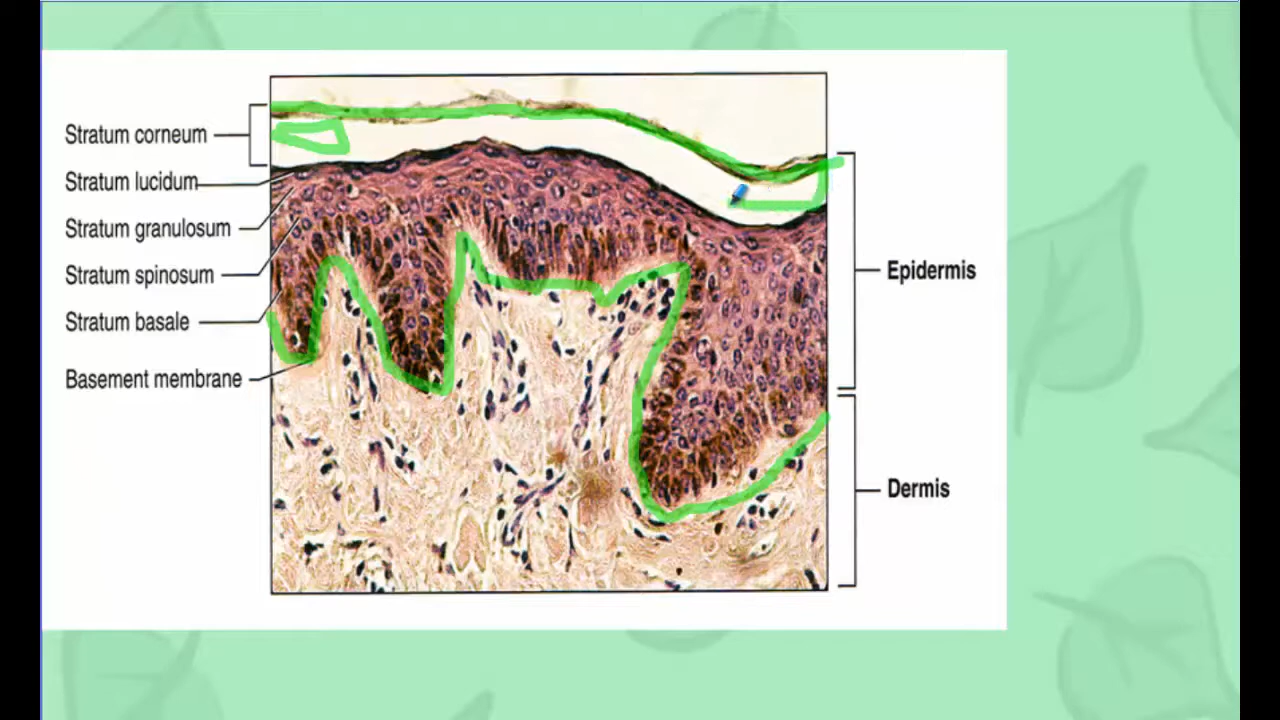 Stratum corneum
Stratum lucidum
Stratum granulosum
Stratum spinosum
Stratum basale
Basement membrane
Epidermis
Dermis